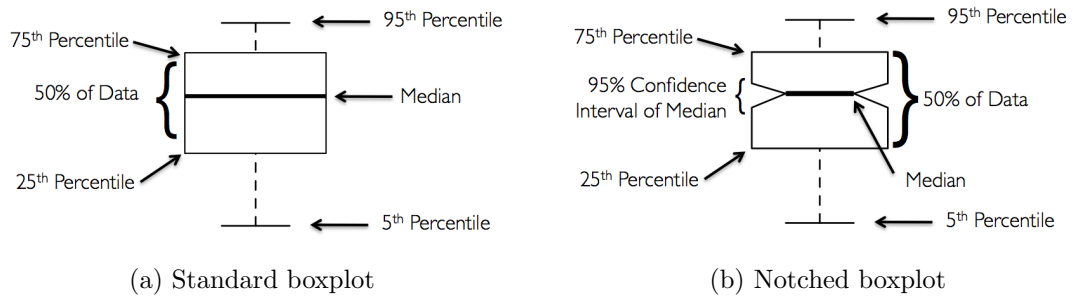 95th Percentile
75th Percentile
50% of Data
Median
25th Percentile
5th Percentile
(a) Standard boxplot
95th Percentile
75th Percentile
95% Confidence
Interval of Median
50% of Data
25th Percentile
Median
5th Percentile
(b) Notched boxplot